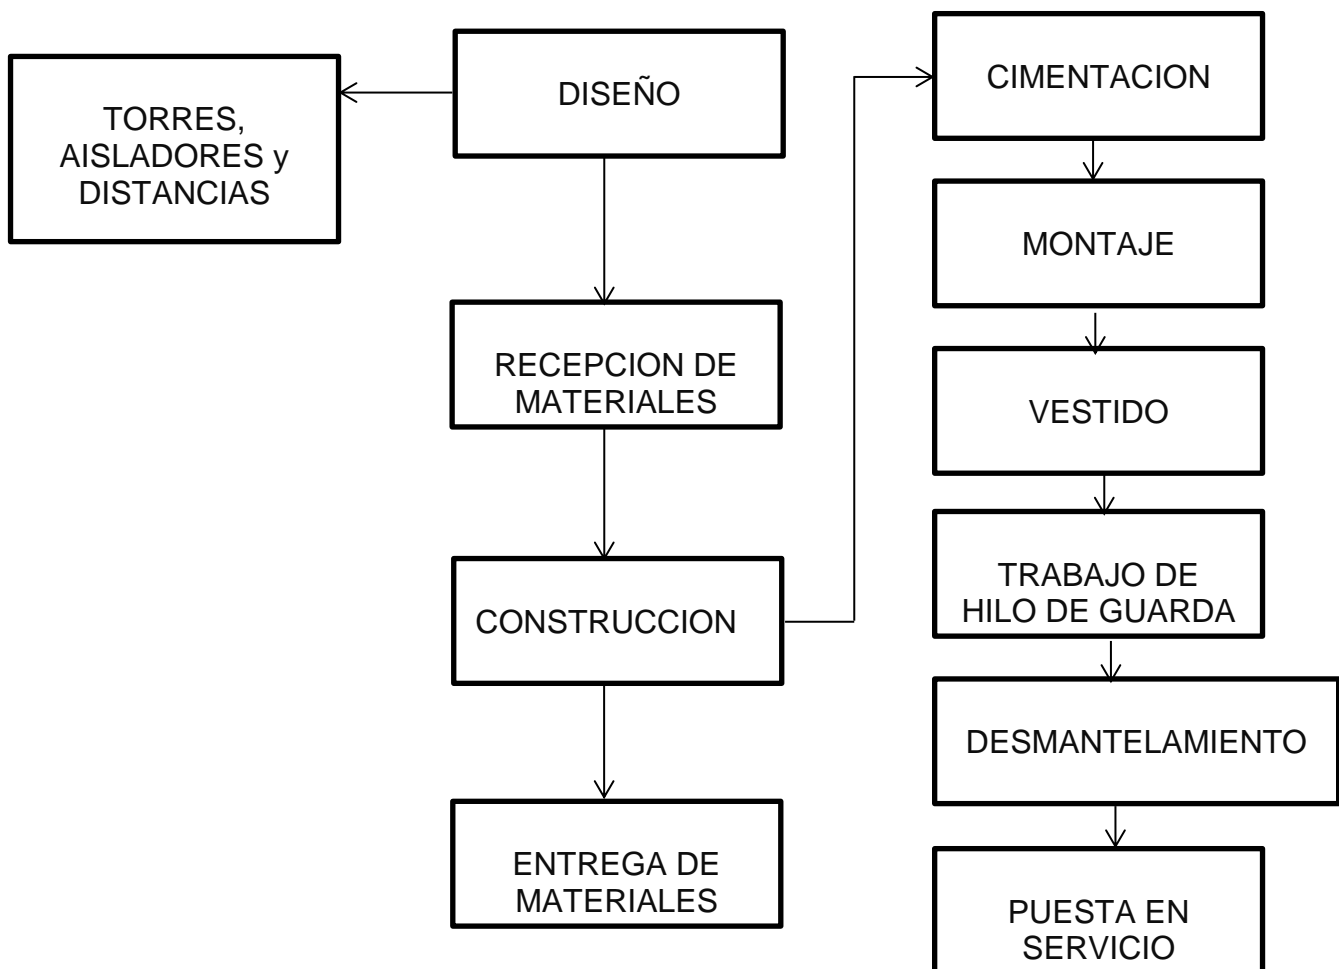 TORRES,
AISLADORES y
DISTANCIAS
DISEÑO
RECEPCION DE
MATERIALES
CONSTRUCCION
ENTREGA DE
MATERIALES
CIMENTACION
MONTAJE
VESTIDO
TRABAJO DE
HILO DE GUARDA
DESMANTELAMIENTO
PUESTA EN
SERVICIO